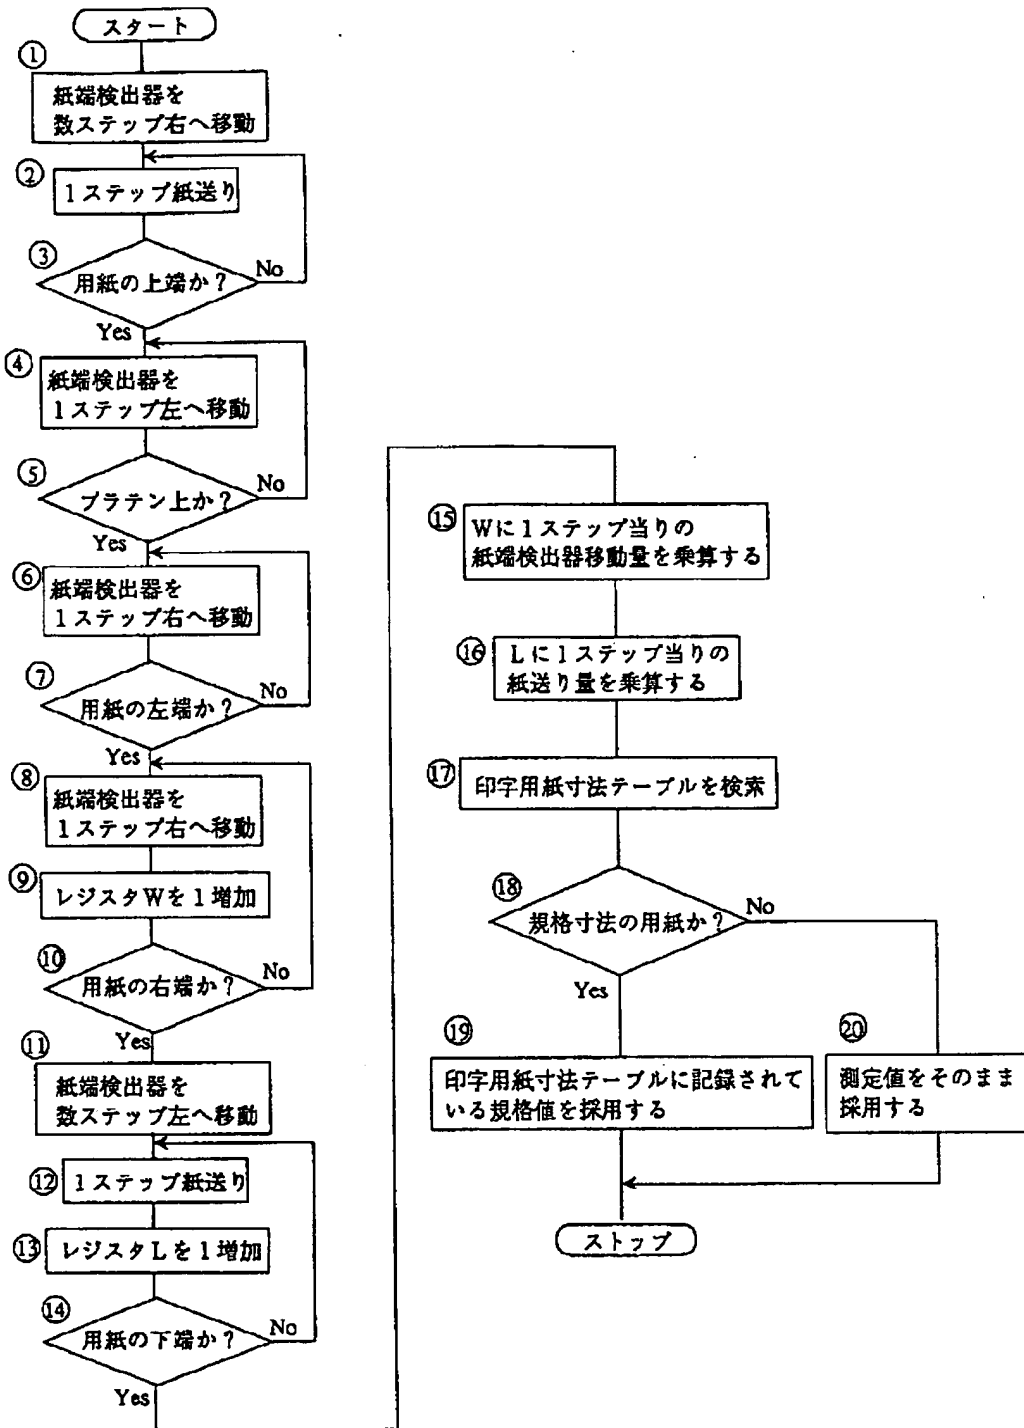 スタート
①
紙端検出器を
数ステップ右へ移動
②
1ステップ紙送り
③
用紙の上端か?
No
Yes
④
紙端検出器を
1ステップ左へ移動
⑤
プラテン上か?
No
Yes
⑥
紙端検出器を
1ステップ右へ移動
⑦
用紙の左端か?
No
Yes
⑧
紙端検出器を
1ステップ右へ移動
⑨
レジスタWを1増加
⑩
用紙の右端か?
No
Yes
⑪
紙端検出器を
数ステップ左へ移動
⑫
1ステップ紙送り
⑬
レジスタLを1増加
⑭
用紙の下端か?
No
Yes
⑮
Wに1ステップ当りの
紙端検出器移動量を乗算する
⑯
Lに1ステップ当りの
紙送り量を乗算する
⑰
印字用紙寸法テーブルを検索
⑱
規格寸法の用紙か?
No
Yes
⑲
印字用紙寸法テーブルに記録されて
いる規格値を採用する
⑳
測定値をそのまま
採用する
ストップ